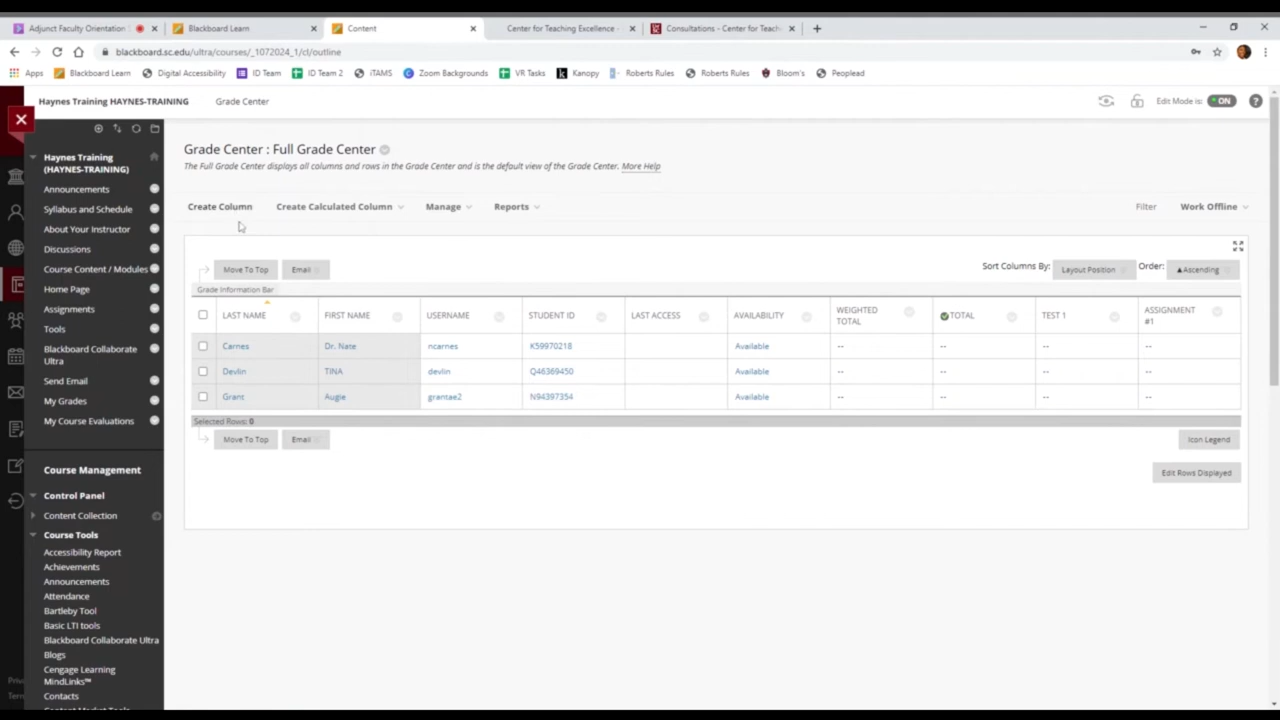 Adjunct Faculty Orientation
Blackboard Learn
Content
Center for Teaching Excellence -
Consultations - Center for Teach
blackboard.sc.edu/ultra/courses/_1072024_1/cl/outline
Apps
Blackboard Learn
Digital Accessibility
ID Team
ID Team 2
iTAMS
Zoom Backgrounds
VR Tasks
Kanopy
Roberts Rules
Roberts Rules
Bloom's
Peoplead
Haynes Training HAYNES-TRAINING
Grade Center
Edit Mode is: ON
Haynes Training
(HAYNES-TRAINING)
Announcements
Syllabus and Schedule
About Your Instructor
Discussions
Course Content / Modules
Home Page
Assignments
Tools
Blackboard Collaborate
Ultra
Send Email
My Grades
My Course Evaluations
Course Management
Control Panel
Content Collection
Course Tools
Accessibility Report
Achievements
Announcements
Attendance
Bartleby Tool
Basic LTI tools
Blackboard Collaborate Ultra
Blogs
Cengage Learning
MindLinks™
Contacts
Content Market Tools
Priva
Term
Grade Center : Full Grade Center
The Full Grade Center displays all columns and rows in the Grade Center and is the default view of the Grade Center. More Help
Create Column Create Calculated Column Manage Reports Filter Work Offline
Move To Top Email Sort Columns By: Layout Position Order: Ascending
Grade Information Bar
LAST NAME FIRST NAME USERNAME STUDENT ID LAST ACCESS AVAILABILITY WEIGHTED TOTAL TOTAL TEST 1 ASSIGNMENT #1
Carnes Dr. Nate ncarnes K59970218 Available -- -- -- --
Devlin TINA devlin Q46369450 Available -- -- -- --
Grant Augie grantae2 N94397354 Available -- -- -- --
Selected Rows: 0
Move To Top Email Icon Legend
Edit Rows Displayed